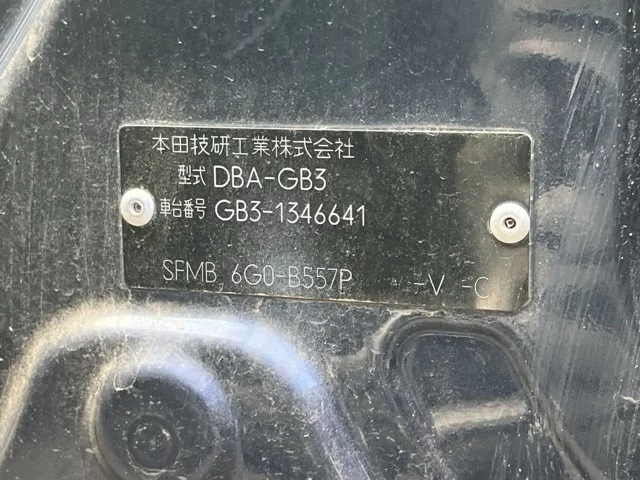 本田技研工業株式会社
型式 DBA-GB3
車台番号 GB3-1346641
SFMB 6G0-B557P -V -C